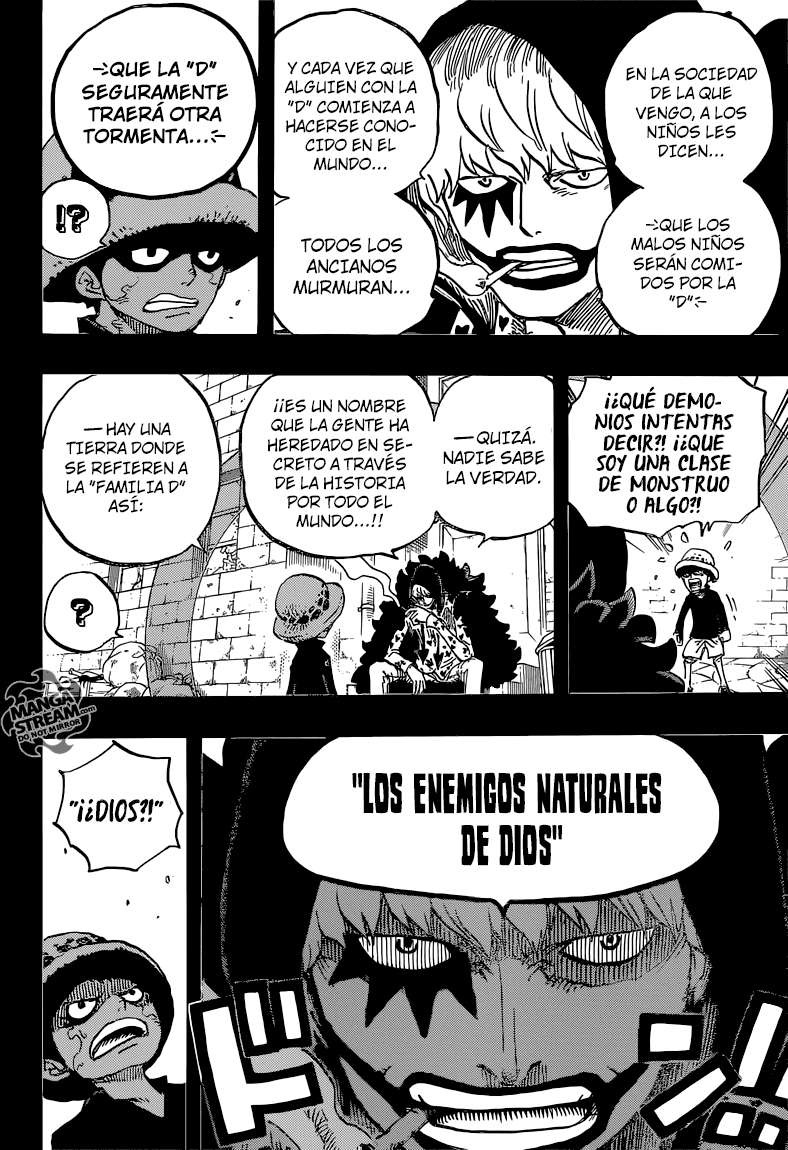 EN LA SOCIEDAD
DE LA QUE
VENGO, A LOS
NIÑOS LES
DICEN...
—QUE LOS
MALOS NIÑOS
SERÁN COMI-
DOS POR LA
"D"—
Y CADA VEZ QUE
ALGUIEN CON LA
"D" COMIENZA A
HACERSE CONO-
CIDO EN EL
MUNDO...
TODOS LOS
ANCIANOS
MURMURAN...
—QUE LA "D"
SEGURAMENTE
TRAERÁ OTRA
TORMENTA...—
!?
¡¡QUÉ DEMO-
NIOS INTENTAS
DECIR?! ¡¡QUE
SOY UNA CLASE
DE MONSTRUO
O ALGO?!
— QUIZÁ.
NADIE SABE
LA VERDAD.
¡¡ES UN NOMBRE
QUE LA GENTE HA
HEREDADO EN SE-
CRETO A TRAVÉS
DE LA HISTORIA
POR TODO EL
MUNDO...!!
— HAY UNA
TIERRA DONDE
SE REFIEREN A
LA "FAMILIA D"
ASÍ:
?
"LOS ENEMIGOS NATURALES
DE DIOS"
ドン
"¡¿DIOS?!"
MANGA
STREAM.com
DO NOT MIRROR